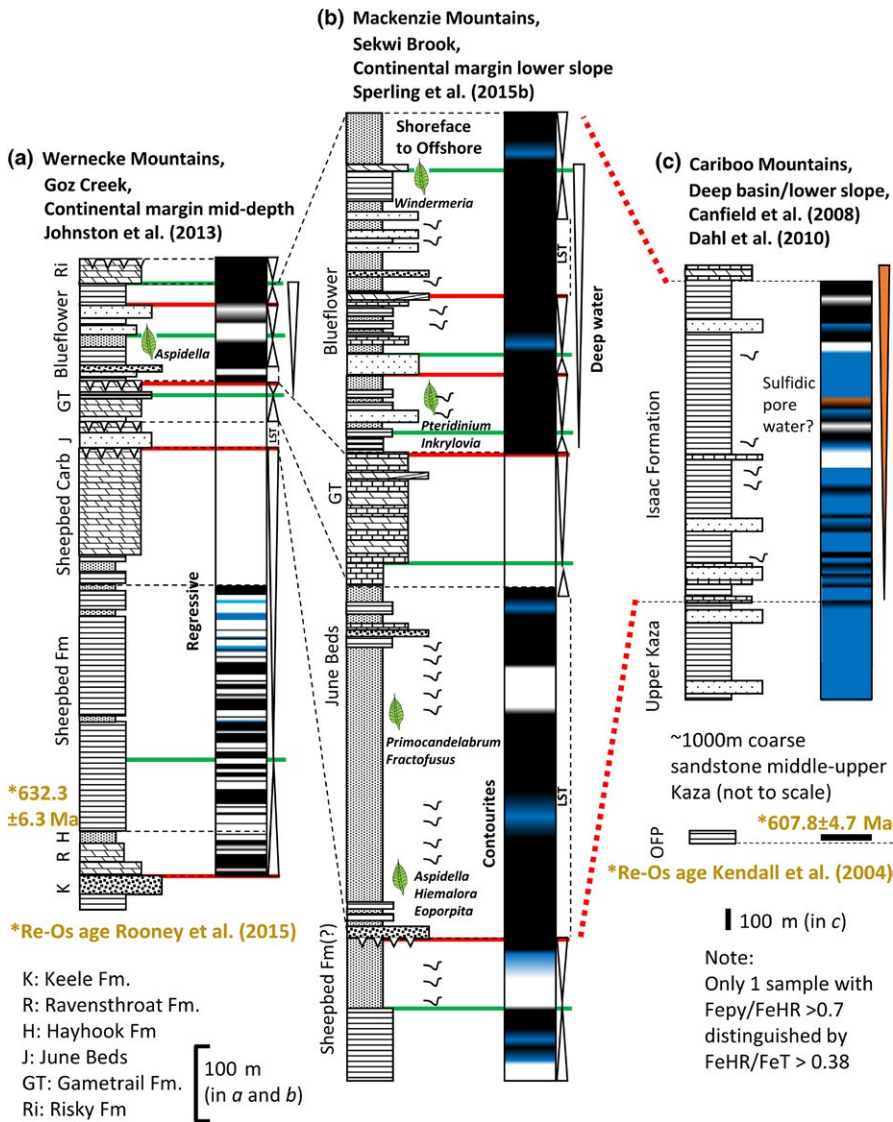 (b) Mackenzie Mountains,
Sekwi Brook,
Continental margin lower slope
Sperling et al. (2015b)
(a) Wernecke Mountains,
Goz Creek,
Continental margin mid-depth
Johnston et al. (2013)
(c) Cariboo Mountains,
Deep basin/lower slope,
Canfield et al. (2008)
Dahl et al. (2010)
Ri
Blueflower
GT
J
Sheepbed Carb
Sheepbed Fm
H
R
K
Aspidella
LST
Regressive
*632.3
±6.3 Ma
*Re-Os age Rooney et al. (2015)
K: Keele Fm.
R: Ravensthroat Fm.
H: Hayhook Fm
J: June Beds
GT: Gametrail Fm.
Ri: Risky Fm
100 m
(in a and b)
Shoreface
to Offshore
Windermeria
Blueflower
LST
Deep water
Pteridinium
Inkrylovia
GT
June Beds
Primocandelabrum
Fractofusus
LST
Contourites
Aspidella
Hiemalora
Eoporpita
Sheepbed Fm(?)
Isaac Formation
Sulfidic
pore
water?
Upper Kaza
~1000m coarse
sandstone middle-upper
Kaza (not to scale)
OFP
*607.8±4.7 Ma
*Re-Os age Kendall et al. (2004)
100 m (in c)
Note:
Only 1 sample with
Fepy/FeHR >0.7
distinguished by
FeHR/FeT > 0.38